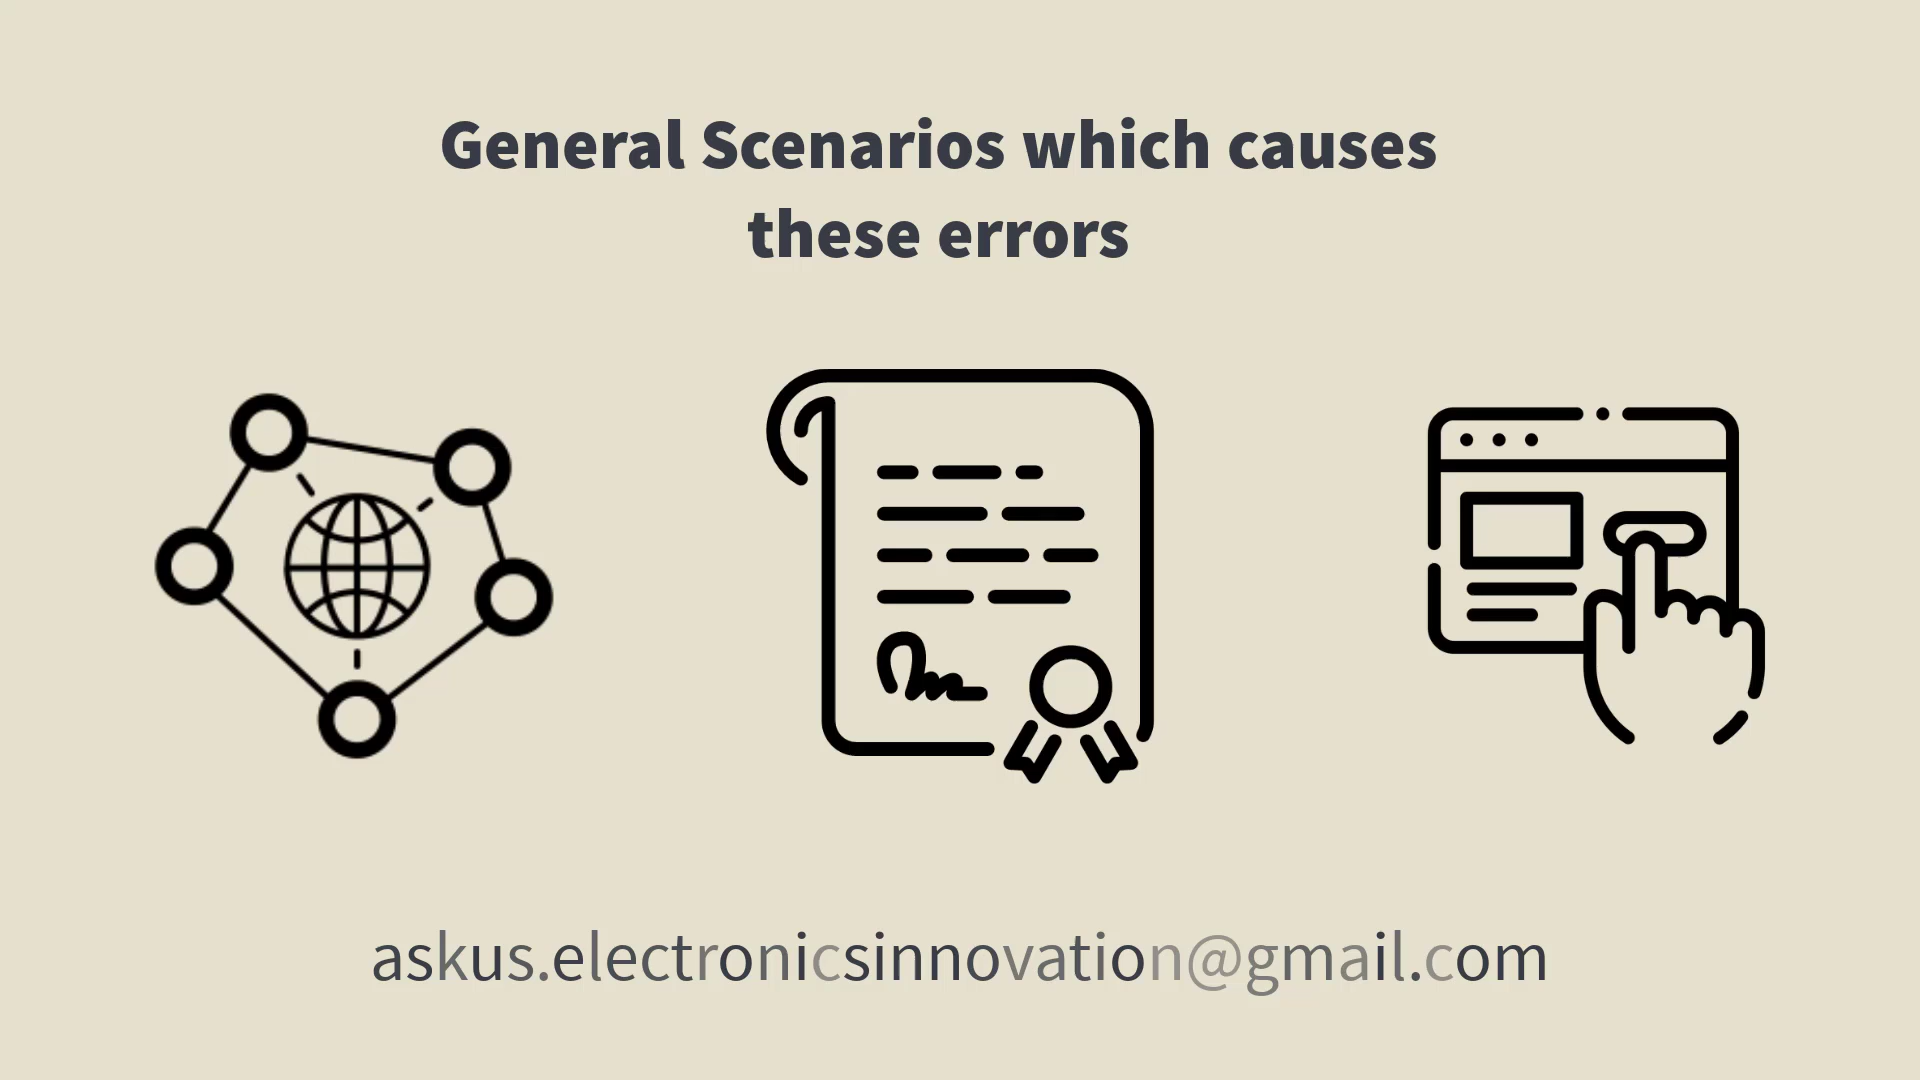 General Scenarios which causes
these errors
askus.electronicsinnovation@gmail.com